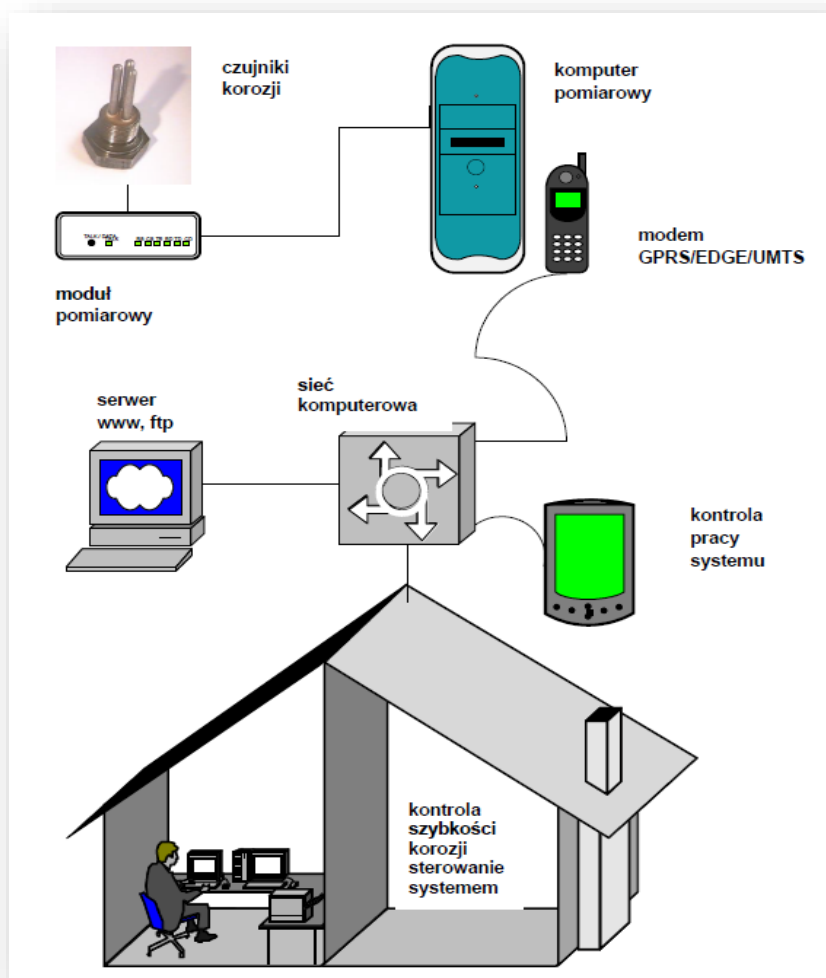 czujniki
korozji
komputer
pomiarowy
modem
GPRS/EDGE/UMTS
moduł
pomiarowy
sieć
komputerowa
serwer
www, ftp
kontrola
pracy
systemu
kontrola
szybkości
korozji
sterowanie
systemem